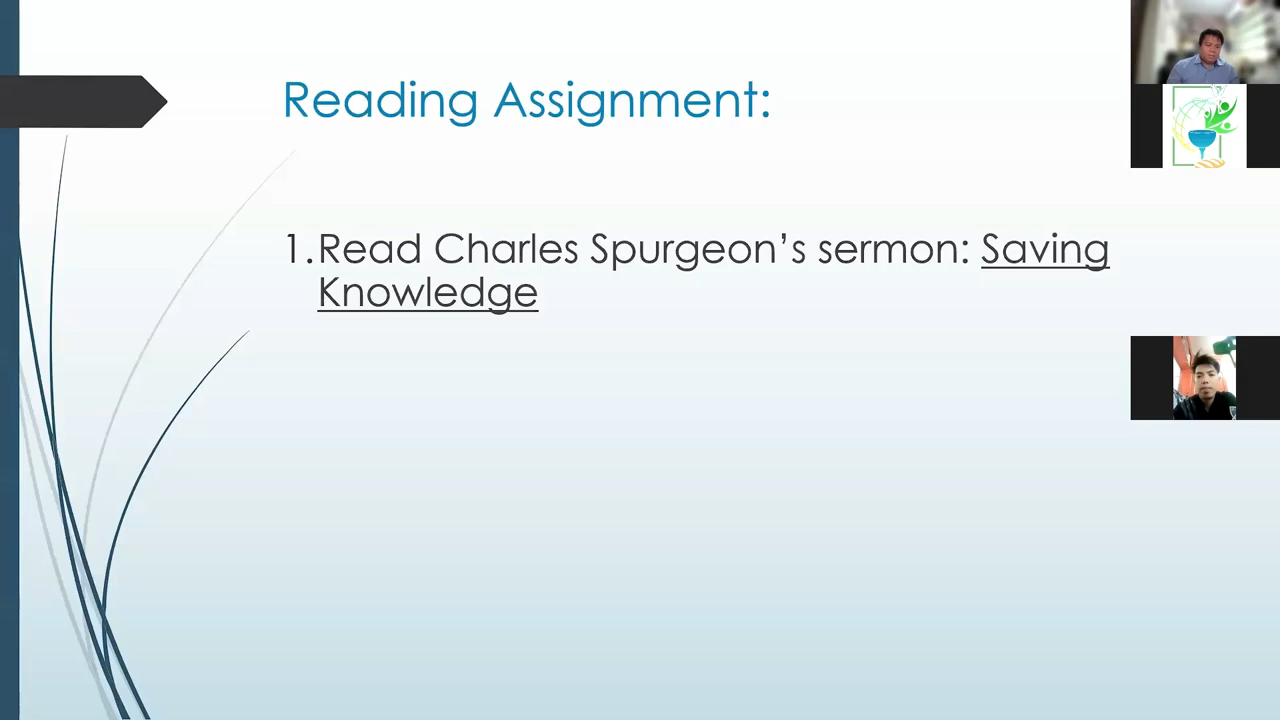 Reading Assignment:
1.Read Charles Spurgeon’s sermon: Saving
Knowledge